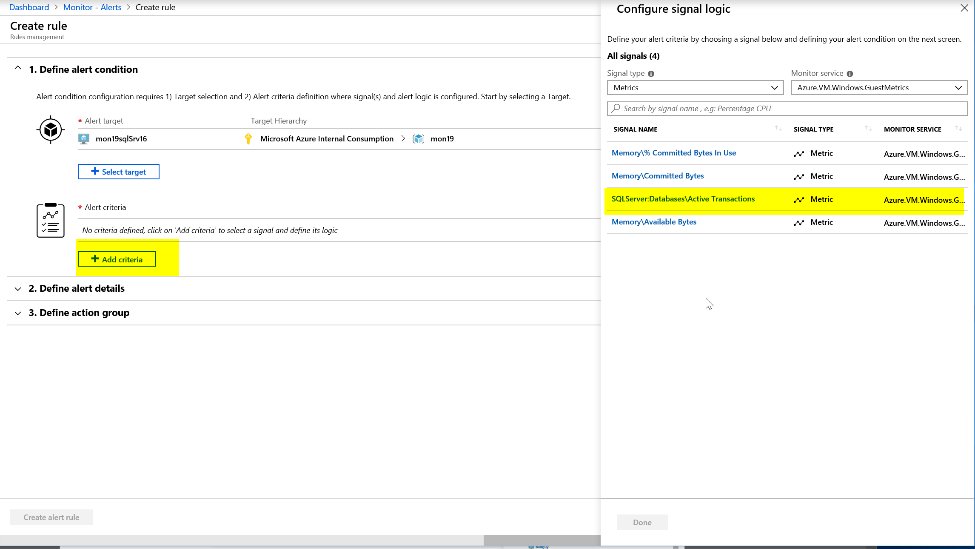 Dashboard > Monitor - Alerts > Create rule
Create rule
Rules management
1. Define alert condition
Alert condition configuration requires 1) Target selection and 2) Alert criteria definition where signal(s) and alert logic is configured. Start by selecting a Target.
* Alert target Target Hierarchy
mon19sqlSrv16 Microsoft Azure Internal Consumption > mon19
+ Select target
* Alert criteria
No criteria defined, click on 'Add criteria' to select a signal and define its logic
+ Add criteria
2. Define alert details
3. Define action group
Create alert rule
Configure signal logic
Define your alert criteria by choosing a signal below and defining your alert condition on the next screen.
All signals (4)
Signal type Monitor service
Metrics Azure.VM.Windows.GuestMetrics
Search by signal name , e.g: Percentage CPU
SIGNAL NAME SIGNAL TYPE MONITOR SERVICE
Memory\% Committed Bytes In Use Metric Azure.VM.Windows.G...
Memory\Committed Bytes Metric Azure.VM.Windows.G...
SQLServer:Databases\Active Transactions Metric Azure.VM.Windows.G...
Memory\Available Bytes Metric Azure.VM.Windows.G...
Done